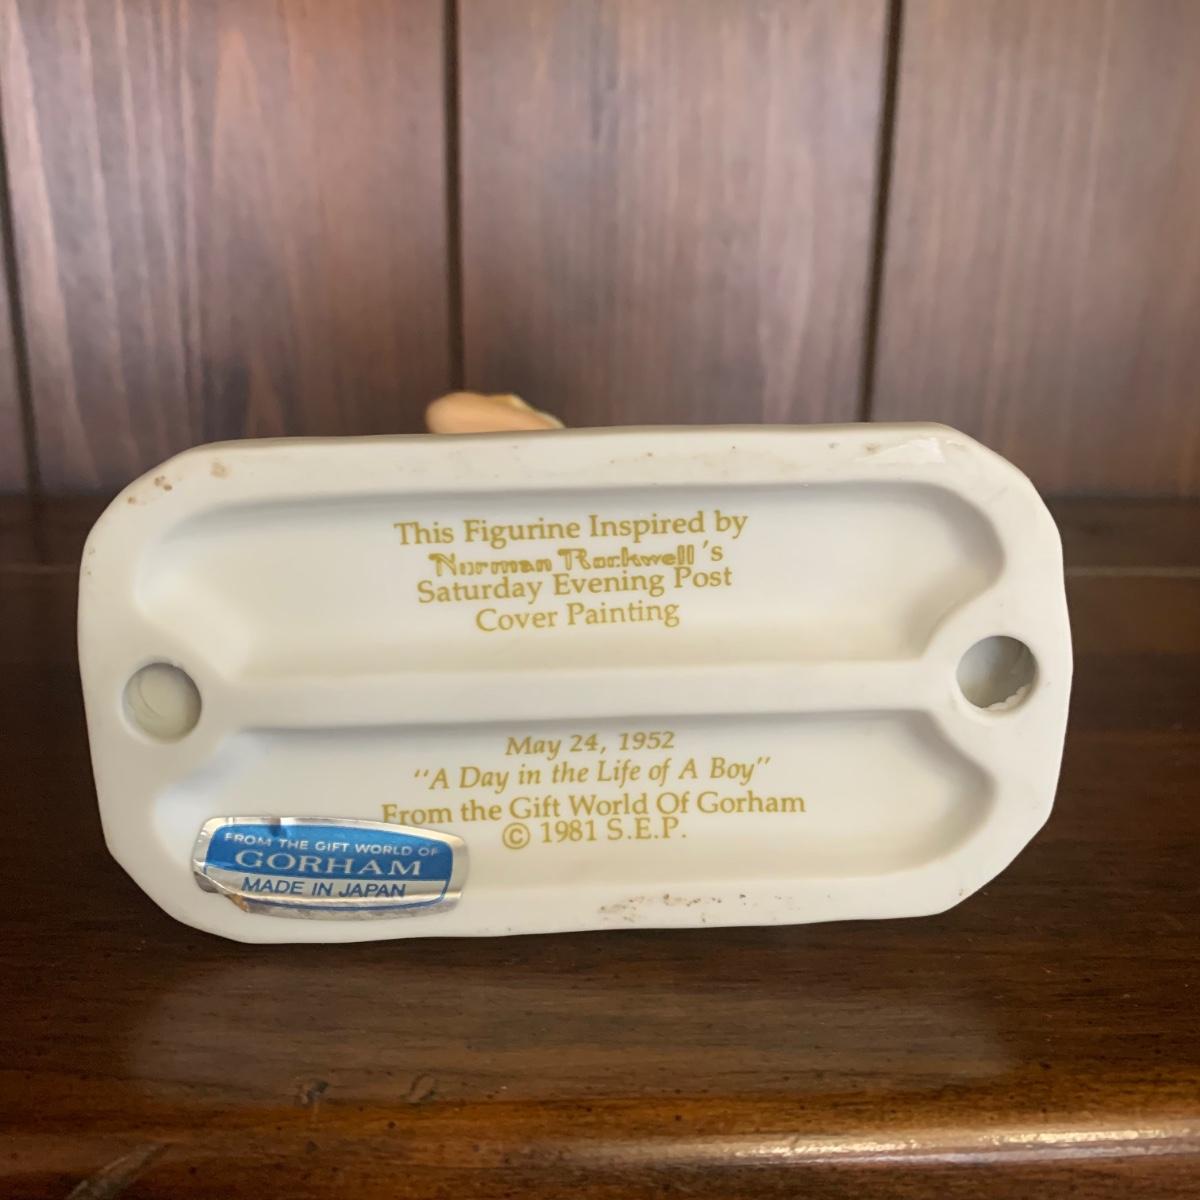 This Figurine Inspired by
Norman Rockwell's
Saturday Evening Post
Cover Painting
May 24, 1952
"A Day in the Life of A Boy"
From the Gift World Of Gorham
© 1981 S.E.P.
FROM THE GIFT WORLD OF
GORHAM
MADE IN JAPAN